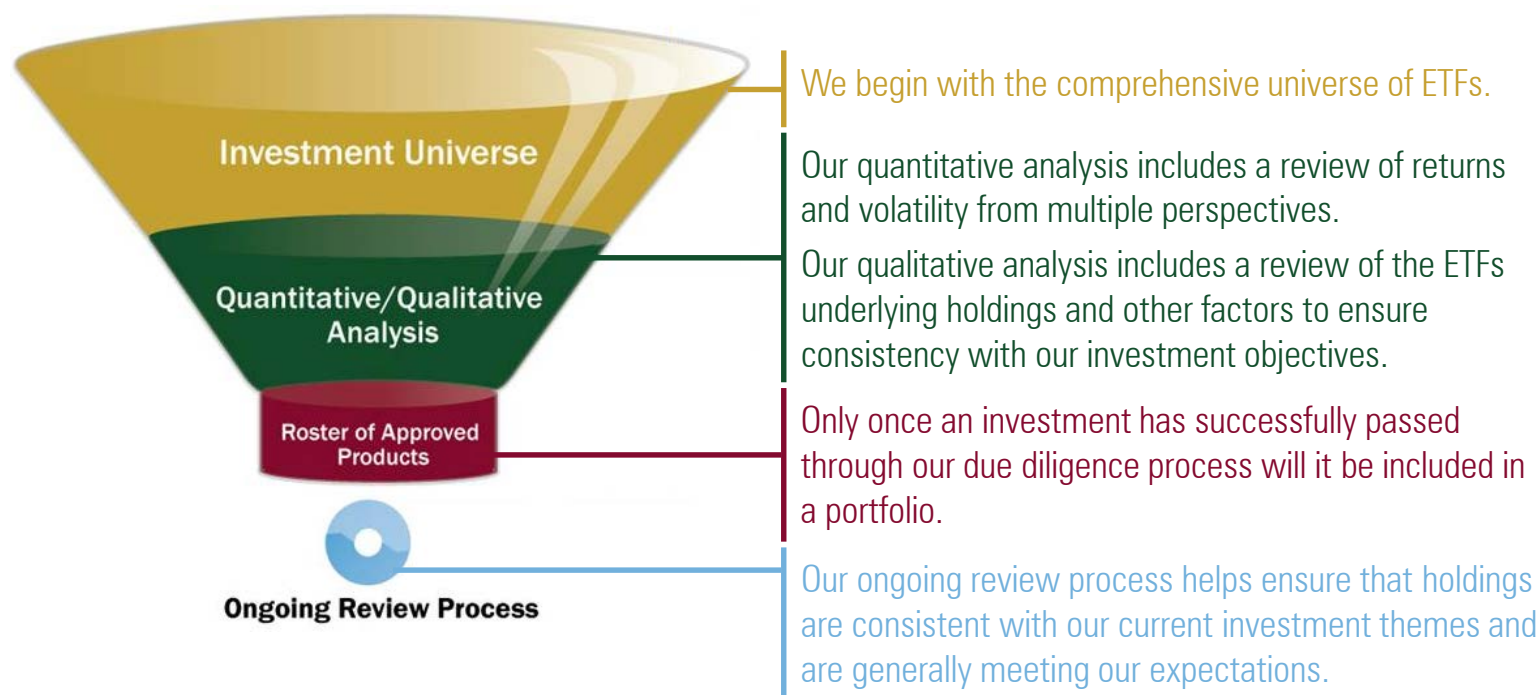 We begin with the comprehensive universe of ETFs.
Investment Universe
Our quantitative analysis includes a review of returns
and volatility from multiple perspectives.
Our qualitative analysis includes a review of the ETFs
underlying holdings and other factors to ensure
consistency with our investment objectives.
Quantitative/Qualitative
Analysis
Only once an investment has successfully passed
through our due diligence process will it be included in
a portfolio.
Roster of Approved
Products
Our ongoing review process helps ensure that holdings
are consistent with our current investment themes and
are generally meeting our expectations.
Ongoing Review Process